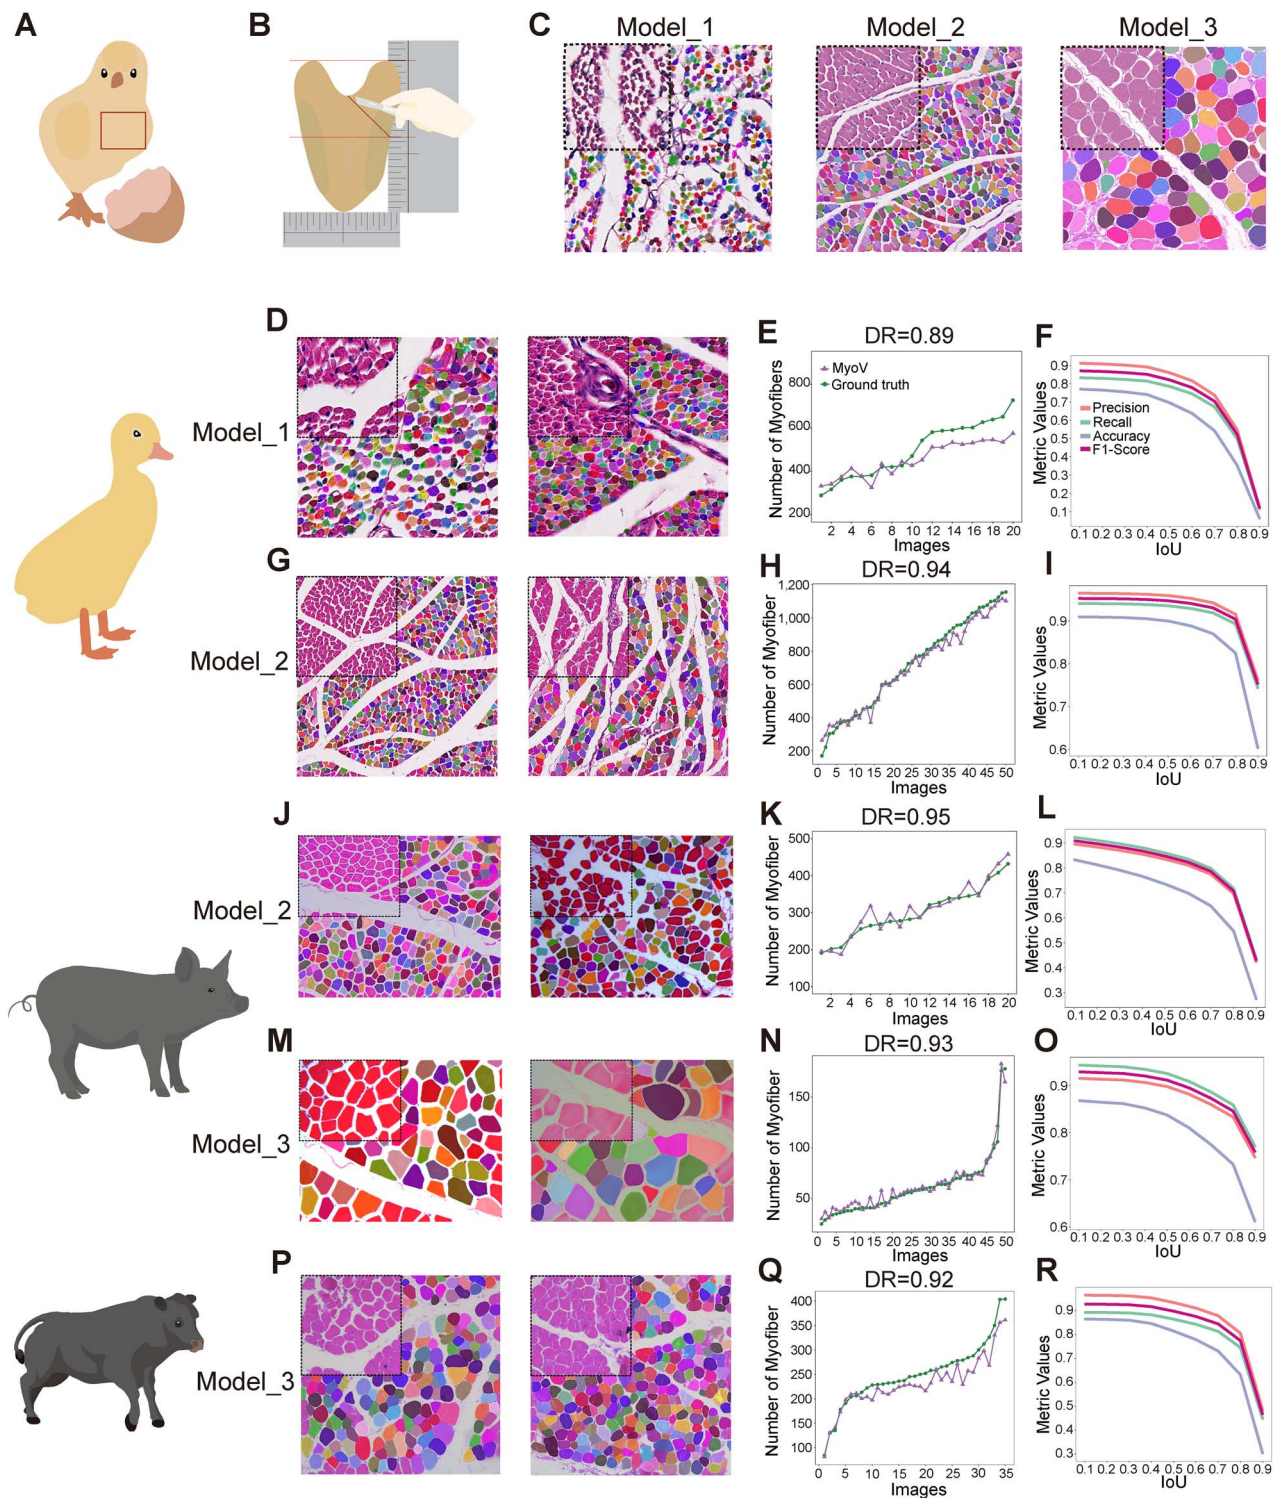 A
B
C
Model_1
Model_2
Model_3
D
Model_1
E
DR=0.89
MyoV
Ground truth
Number of Myofibers
800
600
400
200
2 4 6 8 10 12 14 16 18 20
Images
F
Metric Values
0.9
0.8
0.7
0.6
0.5
0.4
0.3
0.2
0.1
Precision
Recall
Accuracy
F1-Score
0.1 0.2 0.3 0.4 0.5 0.6 0.7 0.8 0.9
IoU
G
Model_2
H
DR=0.94
Number of Myofiber
1,200
1,000
800
600
400
200
0 5 10 15 20 25 30 35 40 45 50
Images
I
Metric Values
0.9
0.8
0.7
0.6
0.1 0.2 0.3 0.4 0.5 0.6 0.7 0.8 0.9
IoU
J
Model_2
K
DR=0.95
Number of Myofiber
500
400
300
200
100
2 4 6 8 10 12 14 16 18 20
Images
L
Metric Values
0.9
0.8
0.7
0.6
0.5
0.4
0.3
0.1 0.2 0.3 0.4 0.5 0.6 0.7 0.8 0.9
IoU
M
Model_3
N
DR=0.93
Number of Myofiber
150
100
50
0 5 10 15 20 25 30 35 40 45 50
Images
O
Metric Values
0.9
0.8
0.7
0.6
0.1 0.2 0.3 0.4 0.5 0.6 0.7 0.8 0.9
IoU
P
Model_3
Q
DR=0.92
Number of Myofiber
400
350
300
250
200
150
100
0 5 10 15 20 25 30 35
Images
R
Metric Values
0.9
0.8
0.7
0.6
0.5
0.4
0.3
0.1 0.2 0.3 0.4 0.5 0.6 0.7 0.8 0.9
IoU